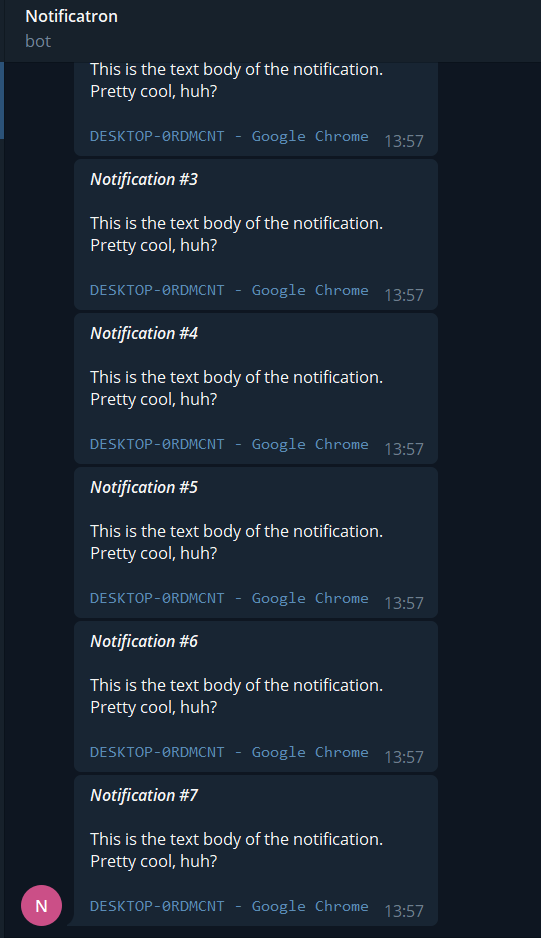 Notificatron
bot
This is the text body of the notification.
Pretty cool, huh?
DESKTOP-0RDMCNT - Google Chrome 13:57
Notification #3
This is the text body of the notification.
Pretty cool, huh?
DESKTOP-0RDMCNT - Google Chrome 13:57
Notification #4
This is the text body of the notification.
Pretty cool, huh?
DESKTOP-0RDMCNT - Google Chrome 13:57
Notification #5
This is the text body of the notification.
Pretty cool, huh?
DESKTOP-0RDMCNT - Google Chrome 13:57
Notification #6
This is the text body of the notification.
Pretty cool, huh?
DESKTOP-0RDMCNT - Google Chrome 13:57
Notification #7
This is the text body of the notification.
Pretty cool, huh?
N DESKTOP-0RDMCNT - Google Chrome 13:57